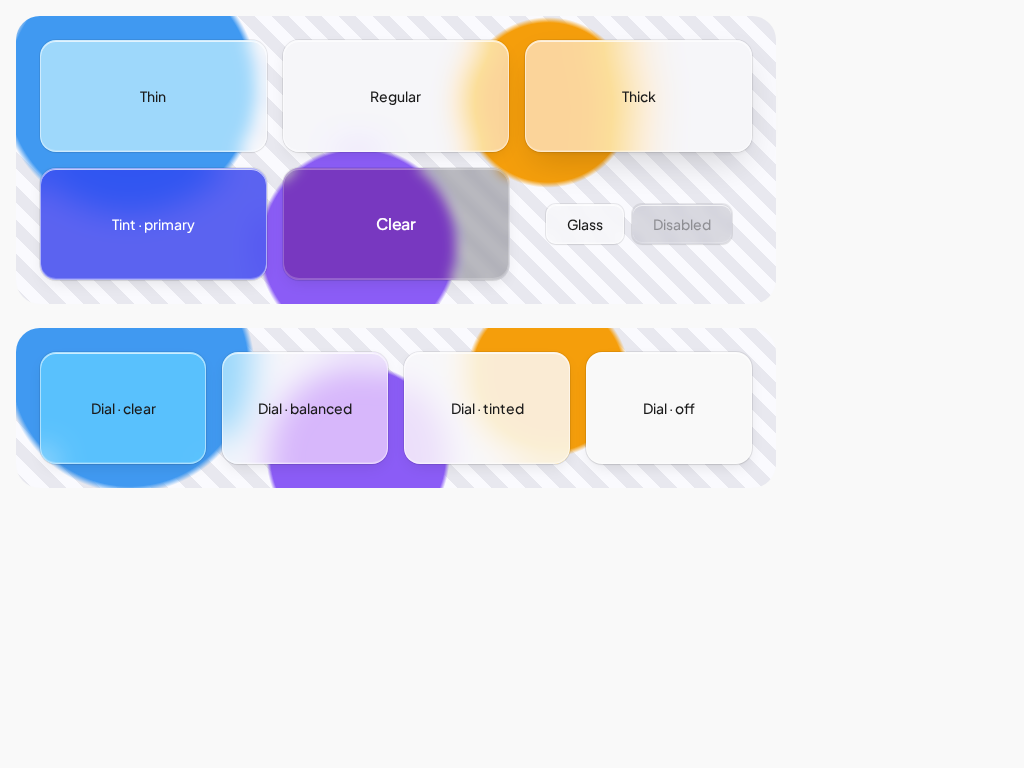 Thin
Regular
Thick
Tint · primary
Clear
Glass
Disabled
Dial · clear
Dial · balanced
Dial · tinted
Dial · off